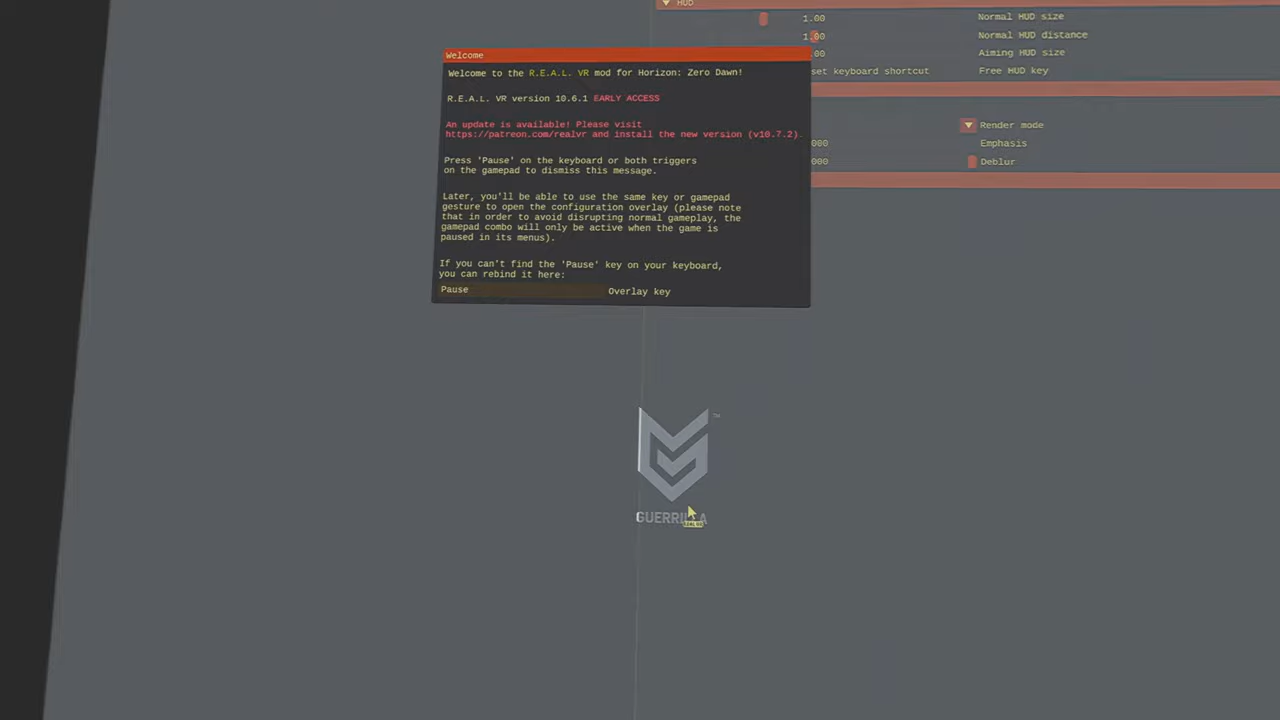 HUD
1.00 Normal HUD size
1.00 Normal HUD distance
.00 Aiming HUD size
set keyboard shortcut Free HUD key
Render mode
000 Emphasis
000 Deblur
Welcome
Welcome to the R.E.A.L. VR mod for Horizon: Zero Dawn!
R.E.A.L. VR version 10.6.1 EARLY ACCESS
An update is available! Please visit
https://patreon.com/realvr and install the new version (v10.7.2).
Press 'Pause' on the keyboard or both triggers
on the gamepad to dismiss this message.
Later, you'll be able to use the same key or gamepad
gesture to open the configuration overlay (please note
that in order to avoid disrupting normal gameplay, the
gamepad combo will only be active when the game is
paused in its menus).
If you can't find the 'Pause' key on your keyboard,
you can rebind it here:
Pause Overlay key
TM
GUERRILLA